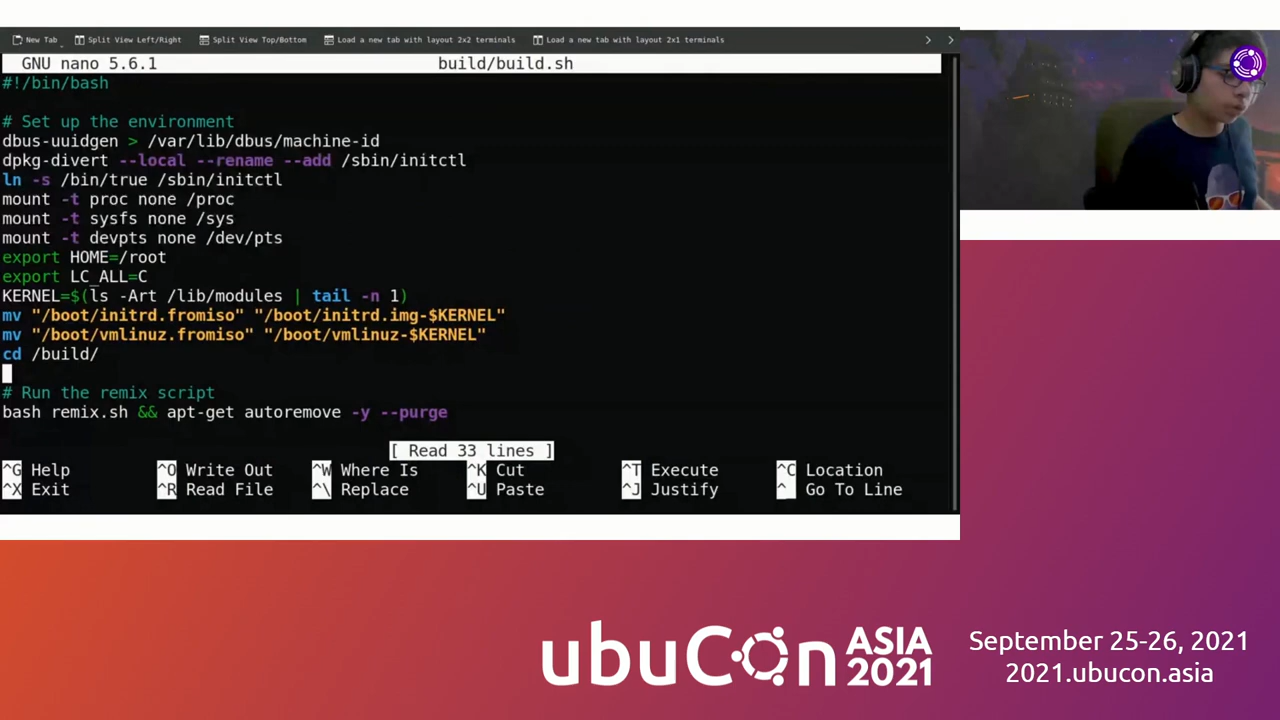 New Tab Split View Left/Right Split View Top/Bottom Load a new tab with layout 2x2 terminals Load a new tab with layout 2x1 terminals
GNU nano 5.6.1 build/build.sh
#!/bin/bash
# Set up the environment
dbus-uuidgen > /var/lib/dbus/machine-id
dpkg-divert --local --rename --add /sbin/initctl
ln -s /bin/true /sbin/initctl
mount -t proc none /proc
mount -t sysfs none /sys
mount -t devpts none /dev/pts
export HOME=/root
export LC_ALL=C
KERNEL=$(ls -Art /lib/modules | tail -n 1)
mv "/boot/initrd.fromiso" "/boot/initrd.img-$KERNEL"
mv "/boot/vmlinuz.fromiso" "/boot/vmlinuz-$KERNEL"
cd /build/
# Run the remix script
bash remix.sh && apt-get autoremove -y --purge
[ Read 33 lines ]
^G Help ^O Write Out ^W Where Is ^K Cut ^T Execute ^C Location
^X Exit ^R Read File ^\ Replace ^U Paste ^J Justify ^_ Go To Line
ubuCon ASIA 2021
September 25-26, 2021
2021.ubucon.asia